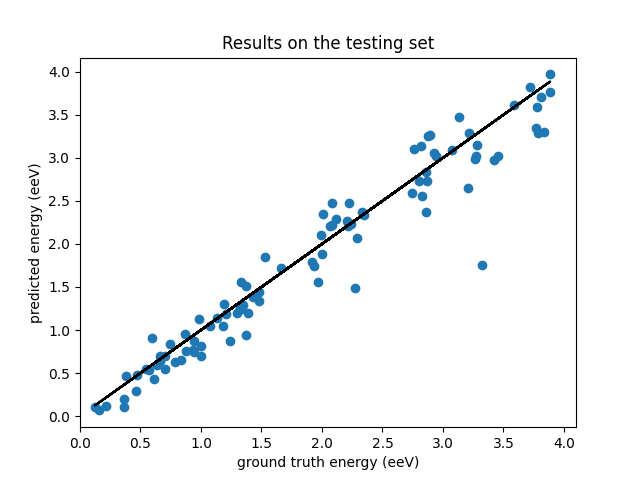 Results on the testing set
4.0
3.5
3.0
2.5
2.0
1.5
1.0
0.5
0.0
predicted energy (eeV)
0.0 0.5 1.0 1.5 2.0 2.5 3.0 3.5 4.0
ground truth energy (eeV)